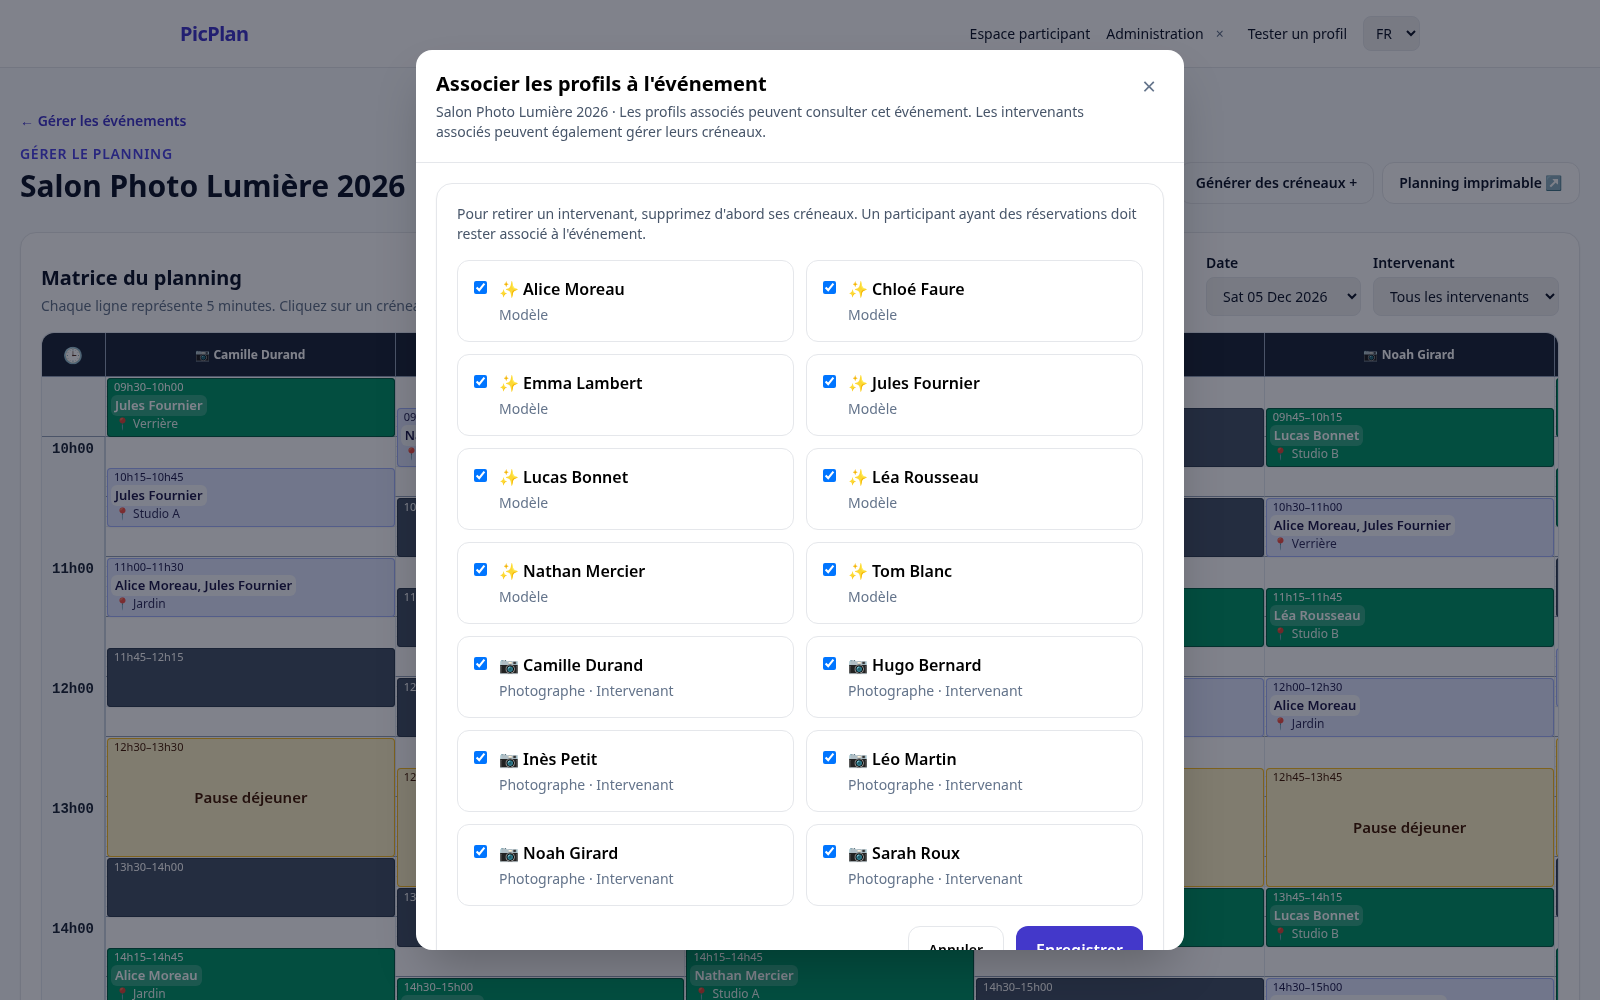 PicPlan
Espace participant
Administration ×
Tester un profil
FR
← Gérer les événements
GÉRER LE PLANNING
Salon Photo Lumière 2026
Générer des créneaux +
Planning imprimable ↗
Matrice du planning
Chaque ligne représente 5 minutes. Cliquez sur un
Date
Sat 05 Dec 2026
Intervenant
Tous les intervenants
Associer les profils à l'événement
×
Salon Photo Lumière 2026 · Les profils associés peuvent consulter cet événement. Les intervenants
associés peuvent également gérer leurs créneaux.
Pour retirer un intervenant, supprimez d'abord ses créneaux. Un participant ayant des réservations doit
rester associé à l'événement.
✨ Alice Moreau
Modèle
✨ Chloé Faure
Modèle
✨ Emma Lambert
Modèle
✨ Jules Fournier
Modèle
✨ Lucas Bonnet
Modèle
✨ Léa Rousseau
Modèle
✨ Nathan Mercier
Modèle
✨ Tom Blanc
Modèle
📷 Camille Durand
Photographe · Intervenant
📷 Hugo Bernard
Photographe · Intervenant
📷 Inès Petit
Photographe · Intervenant
📷 Léo Martin
Photographe · Intervenant
📷 Noah Girard
Photographe · Intervenant
📷 Sarah Roux
Photographe · Intervenant
Annuler
Enregistrer
📷 Camille Durand
09h30–10h00
Jules Fournier
📍 Verrière
10h15–10h45
Jules Fournier
📍 Studio A
11h00–11h30
Alice Moreau, Jules Fournier
📍 Jardin
11h45–12h15
12h30–13h30
Pause déjeuner
13h30–14h00
14h15–14h45
Alice Moreau
📍 Jardin
10h00
11h00
12h00
13h00
14h00
14h30–15h00
14h15–14h45
Nathan Mercier
📍 Studio A
14h30–15h00
📷 Noah Girard
09h45–10h15
Lucas Bonnet
📍 Studio B
10h30–11h00
Alice Moreau, Jules Fournier
📍 Verrière
11h15–11h45
Léa Rousseau
📍 Studio B
12h00–12h30
Alice Moreau
📍 Jardin
12h45–13h45
Pause déjeuner
13h45–14h15
Lucas Bonnet
📍 Studio B
14h30–15h00